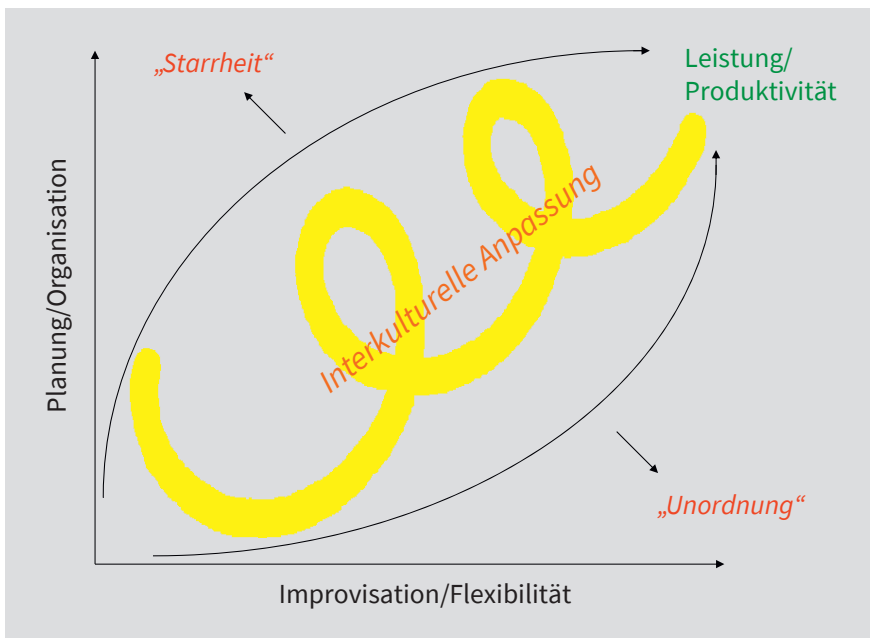 „Starrheit“
Leistung/
Produktivität
Planung/Organisation
Interkulturelle Anpassung
„Unordnung“
Improvisation/Flexibilität